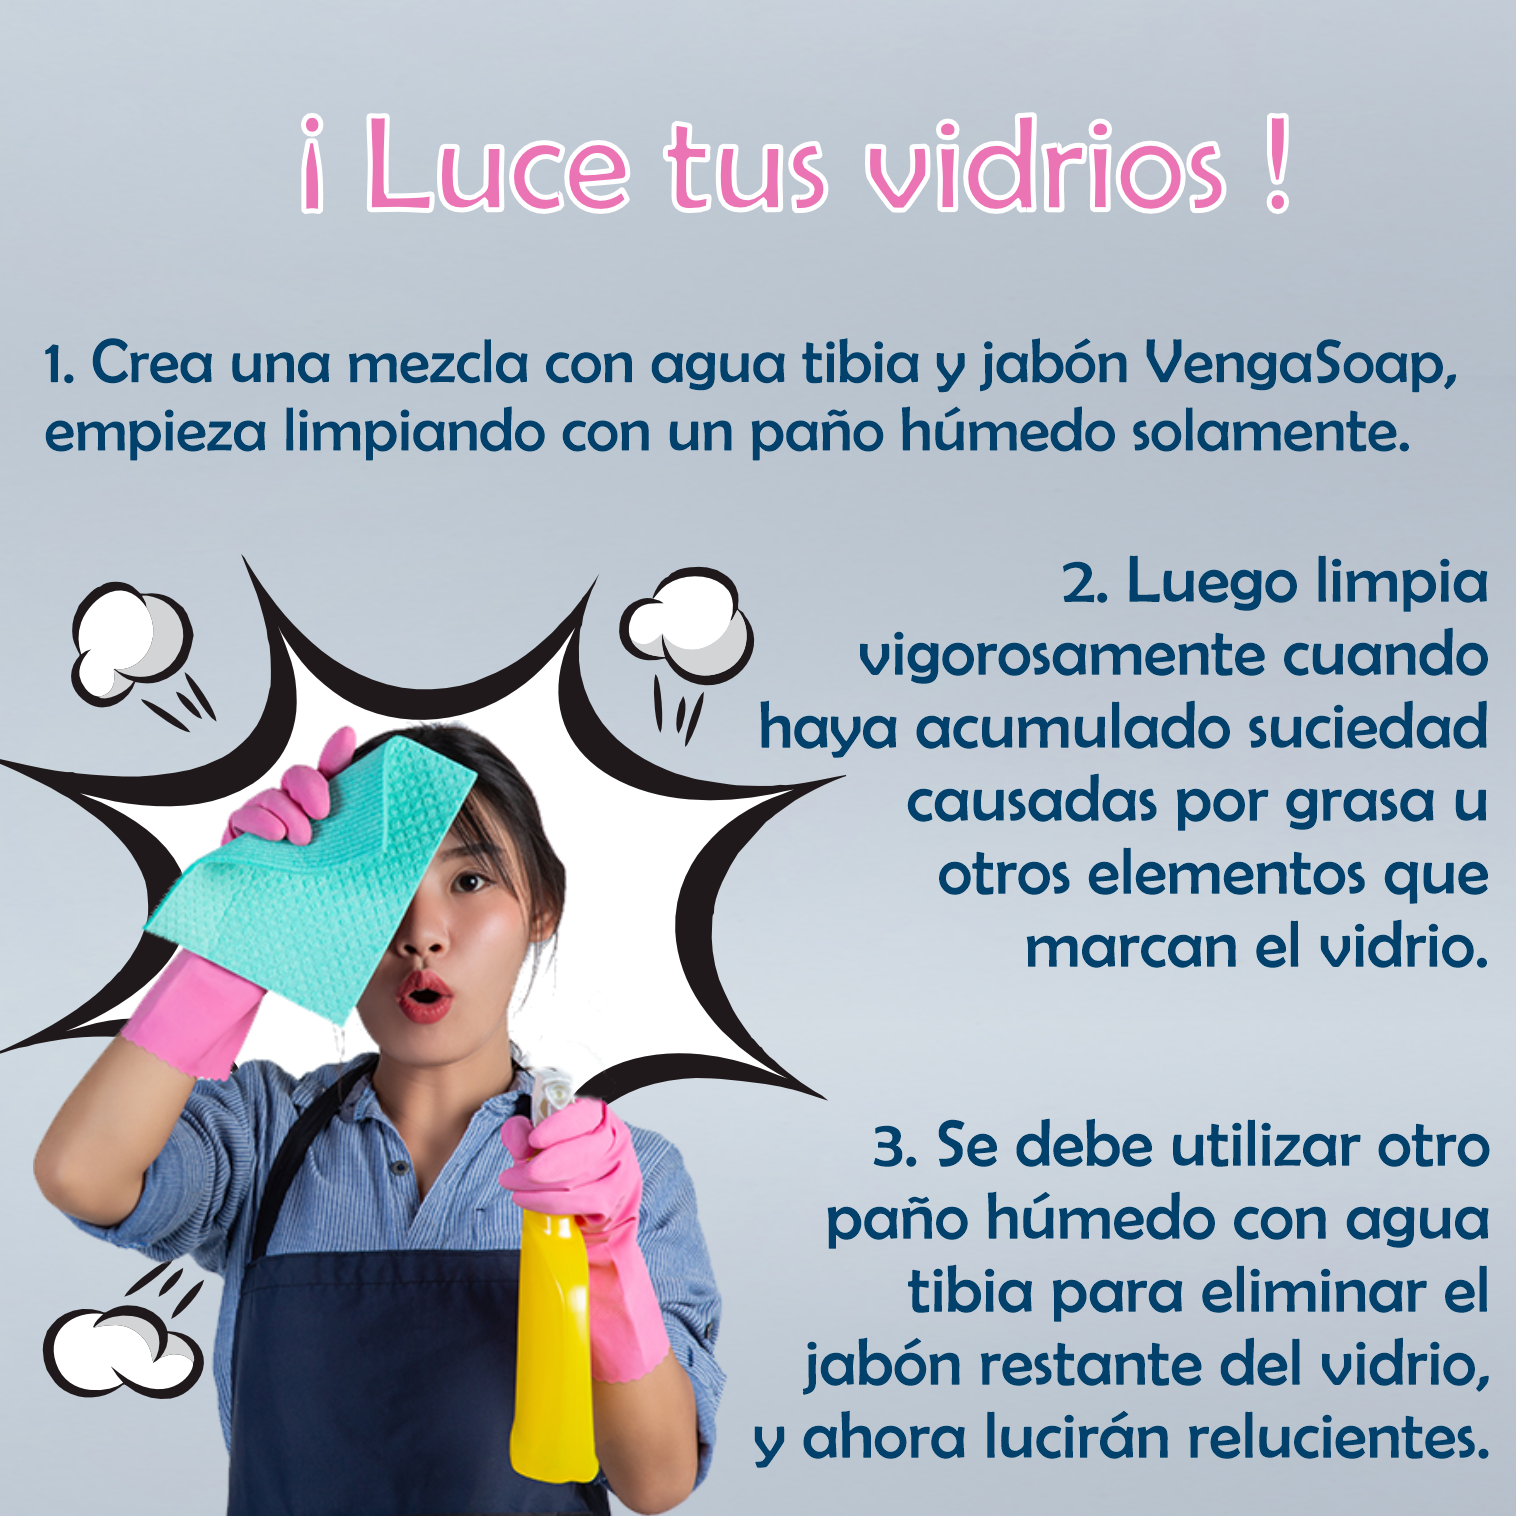 ¡ Luce tus vidrios !
1. Crea una mezcla con agua tibia y jabón VengaSoap,
empieza limpiando con un paño húmedo solamente.
2. Luego limpia
vigorosamente cuando
haya acumulado suciedad
causadas por grasa u
otros elementos que
marcan el vidrio.
3. Se debe utilizar otro
paño húmedo con agua
tibia para eliminar el
jabón restante del vidrio,
y ahora lucirán relucientes.